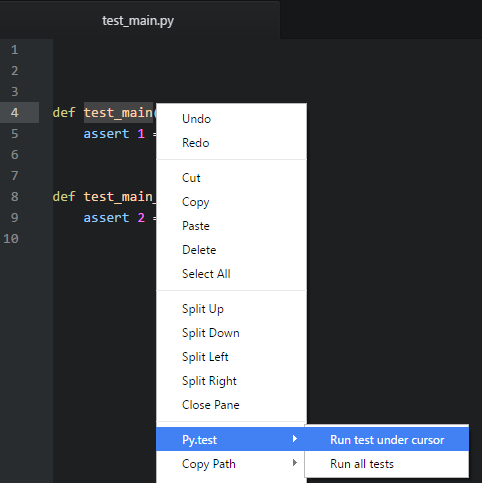 test_main.py
1
2
3
4 def test_main(
5 assert 1 =
6
7
8 def test_main_
9 assert 2 =
10
Undo
Redo
Cut
Copy
Paste
Delete
Select All
Split Up
Split Down
Split Left
Split Right
Close Pane
Py.test
Run test under cursor
Copy Path
Run all tests